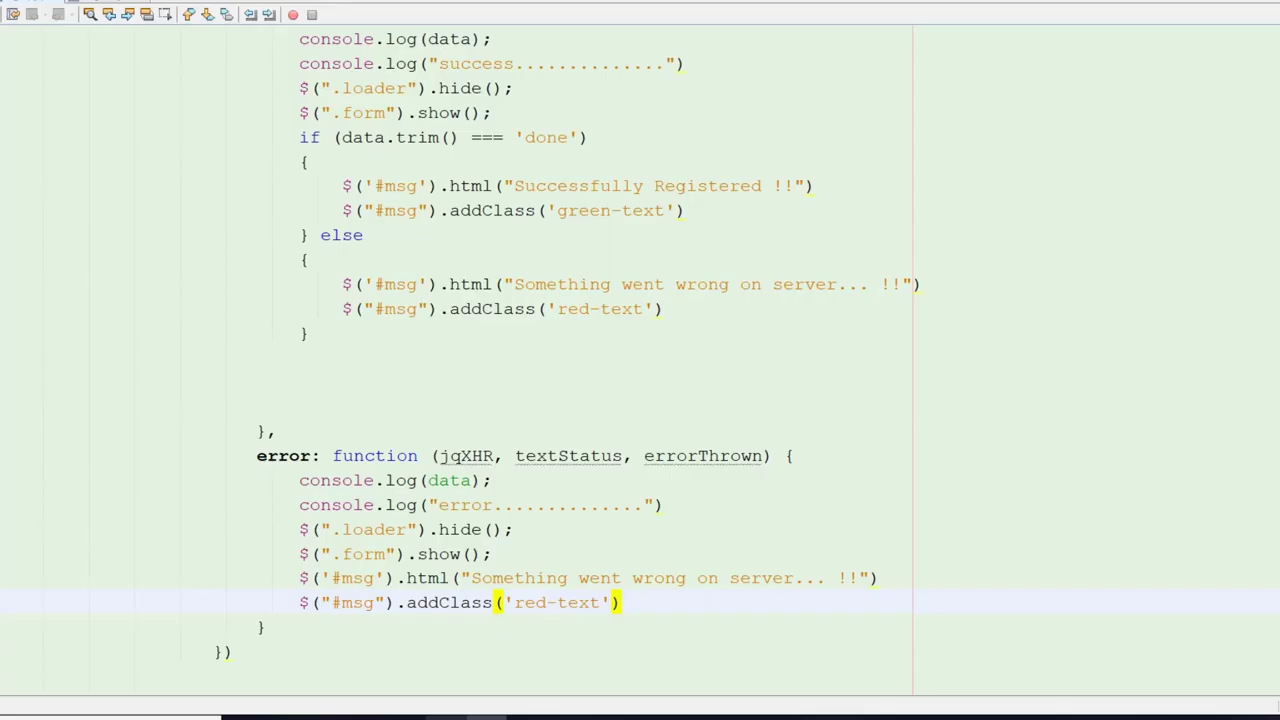 console.log(data);
console.log("success..............")
$(".loader").hide();
$(".form").show();
if (data.trim() === 'done')
{
$('#msg').html("Successfully Registered !!")
$("#msg").addClass('green-text')
} else
{
$('#msg').html("Something went wrong on server... !!")
$("#msg").addClass('red-text')
}
},
error: function (jqXHR, textStatus, errorThrown) {
console.log(data);
console.log("error..............")
$(".loader").hide();
$(".form").show();
$('#msg').html("Something went wrong on server... !!")
$("#msg").addClass('red-text')
}
})